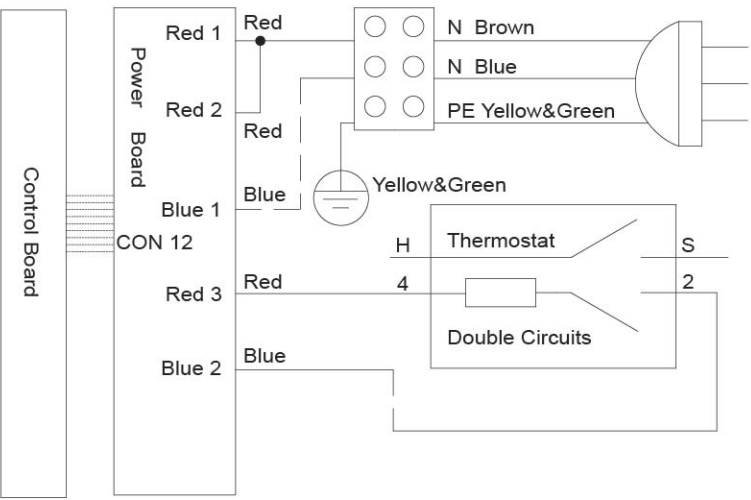 Control Board
Power Board
CON 12
Red 1
Red 2
Blue 1
Red 3
Blue 2
Red
Red
Blue
Red
Blue
N Brown
N Blue
PE Yellow&Green
Yellow&Green
H
Thermostat
S
4
2
Double Circuits